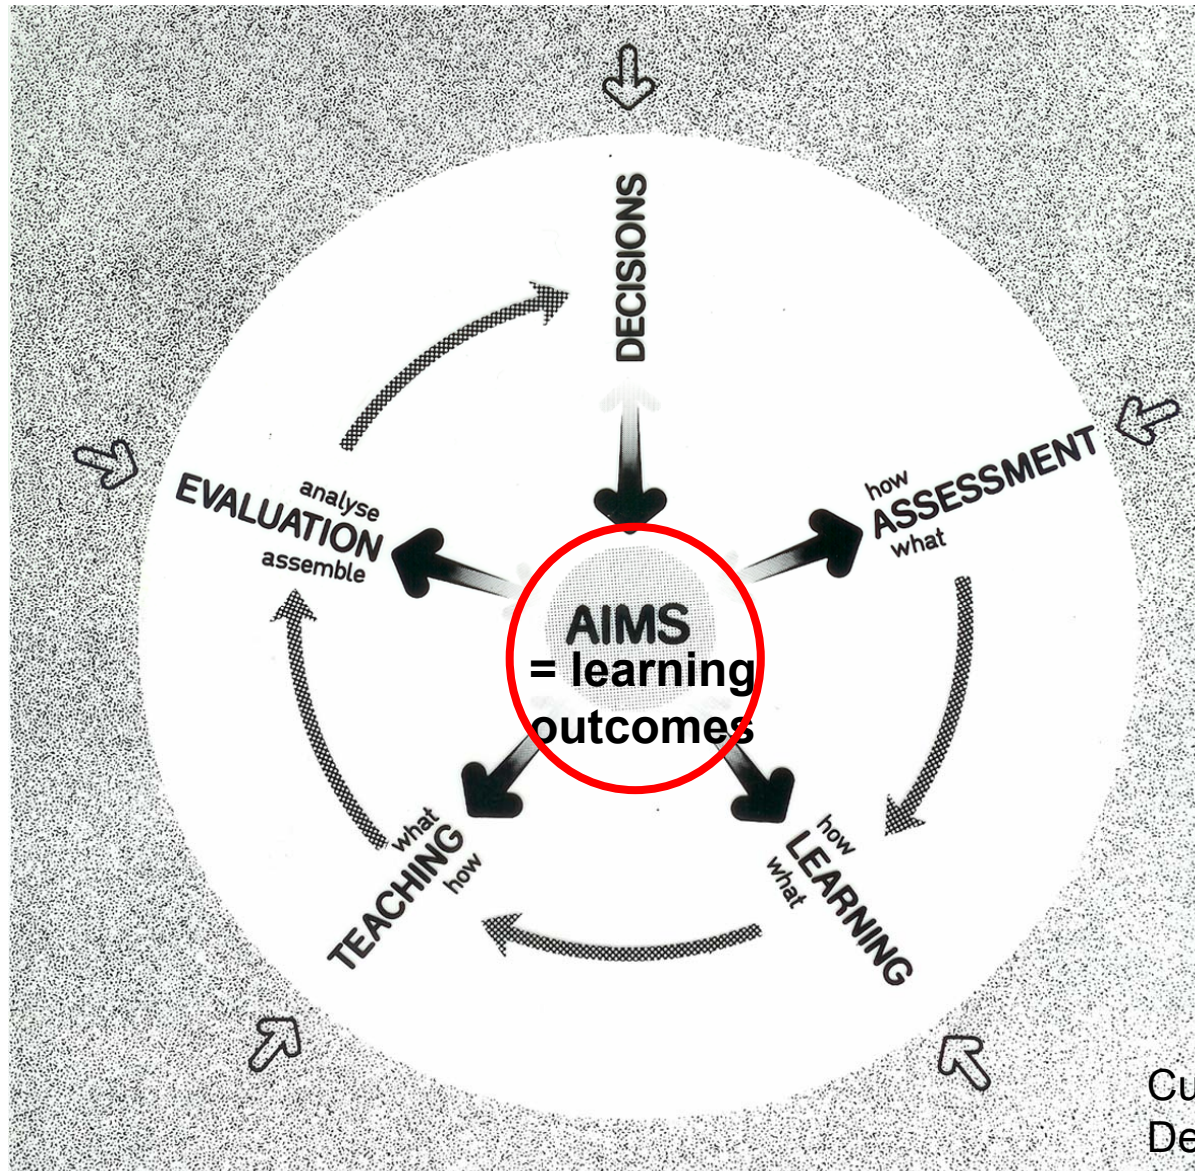 DECISIONS
how
ASSESSMENT
what
how
LEARNING
what
what
TEACHING
how
analyse
EVALUATION
assemble
AIMS
= learning
outcomes